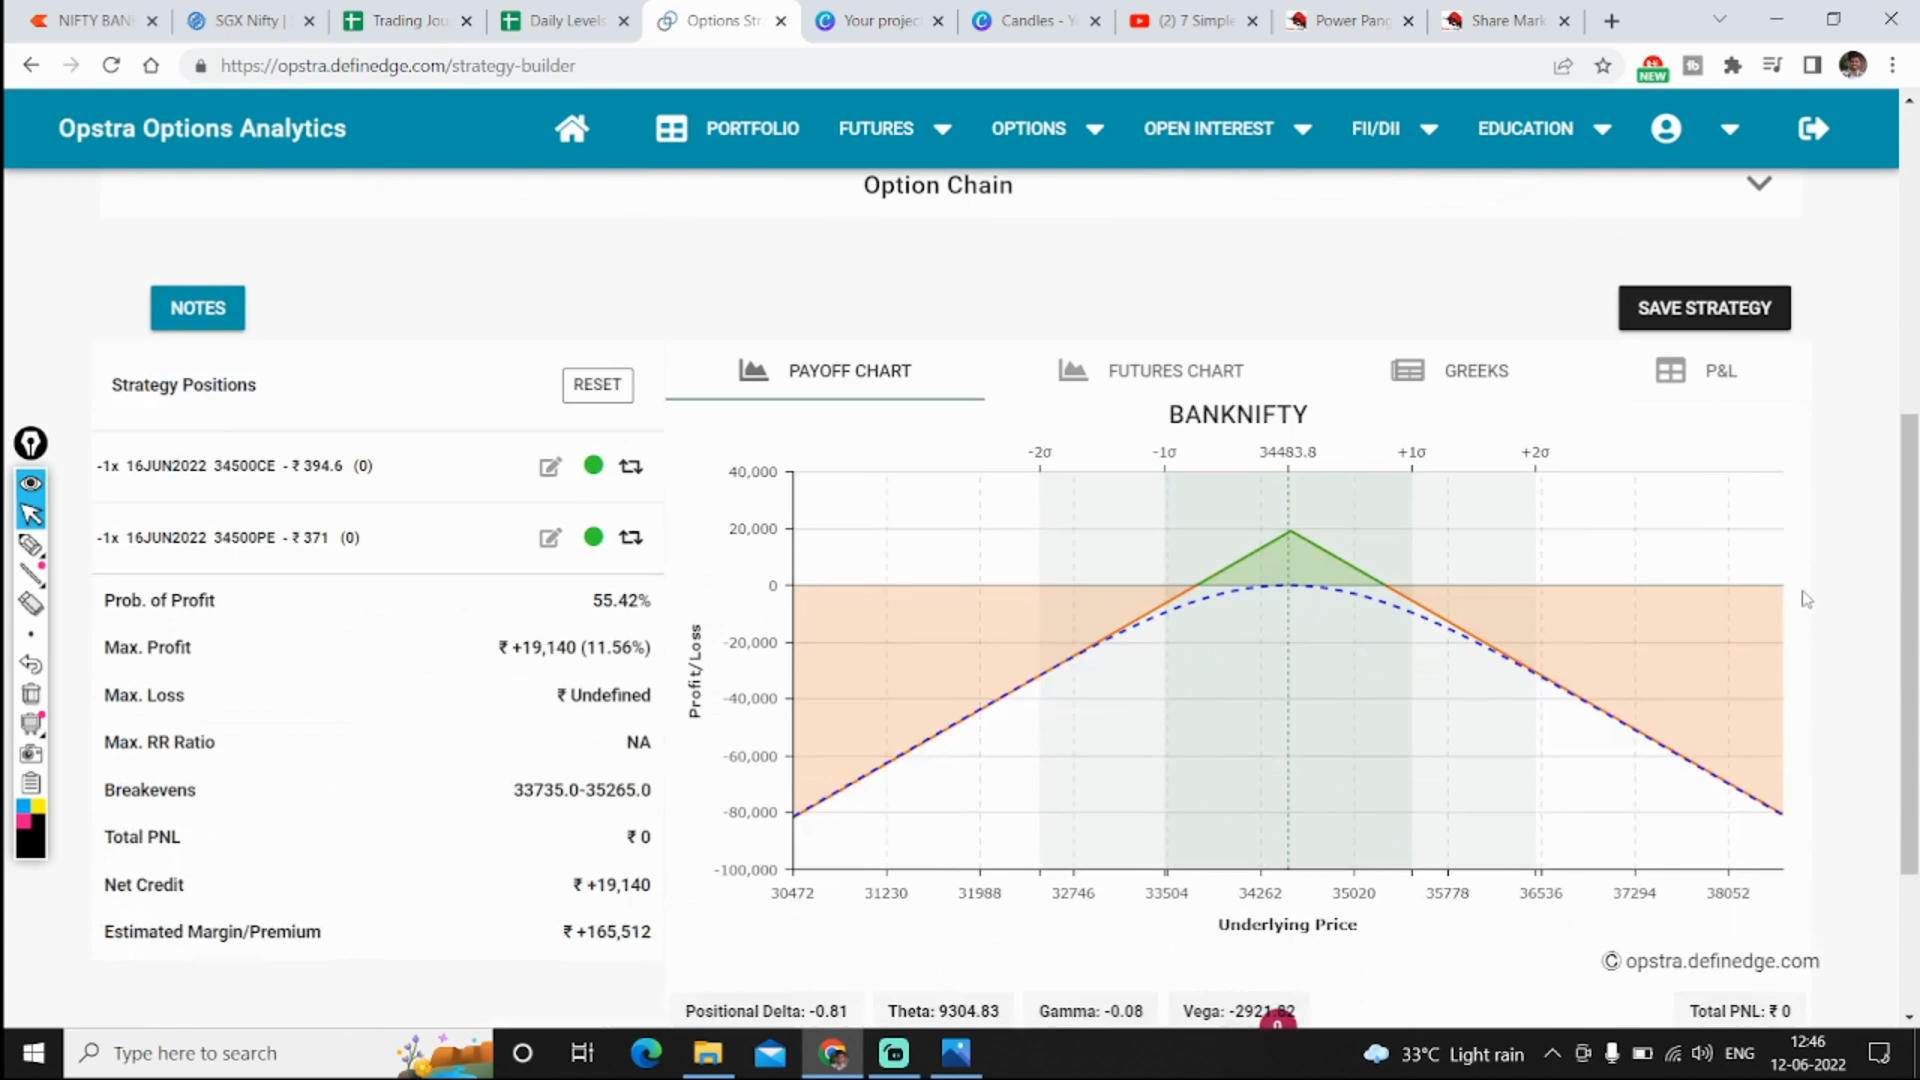 NIFTY BAN
SGX Nifty |
Trading Jou
Daily Levels
Options Str
Your projec
Candles - Y
(2) 7 Simple
Power Pang
Share Mark
https://opstra.definedge.com/strategy-builder
NEW
Opstra Options Analytics
PORTFOLIO
FUTURES
OPTIONS
OPEN INTEREST
FII/DII
EDUCATION
Option Chain
NOTES
SAVE STRATEGY
Strategy Positions
RESET
-1x 16JUN2022 34500CE - ₹ 394.6 (0)
-1x 16JUN2022 34500PE - ₹ 371 (0)
Prob. of Profit 55.42%
Max. Profit ₹ +19,140 (11.56%)
Max. Loss ₹ Undefined
Max. RR Ratio NA
Breakevens 33735.0-35265.0
Total PNL ₹ 0
Net Credit ₹ +19,140
Estimated Margin/Premium ₹ +165,512
PAYOFF CHART
FUTURES CHART
GREEKS
P&L
BANKNIFTY
-2σ -1σ 34483.8 +1σ +2σ
40,000
20,000
0
-20,000
-40,000
-60,000
-80,000
-100,000
Profit/Loss
30472 31230 31988 32746 33504 34262 35020 35778 36536 37294 38052
Underlying Price
© opstra.definedge.com
Positional Delta: -0.81
Theta: 9304.83
Gamma: -0.08
Vega: -2921.62
Total PNL: ₹ 0
Type here to search
33°C Light rain
ENG
12:46
12-06-2022